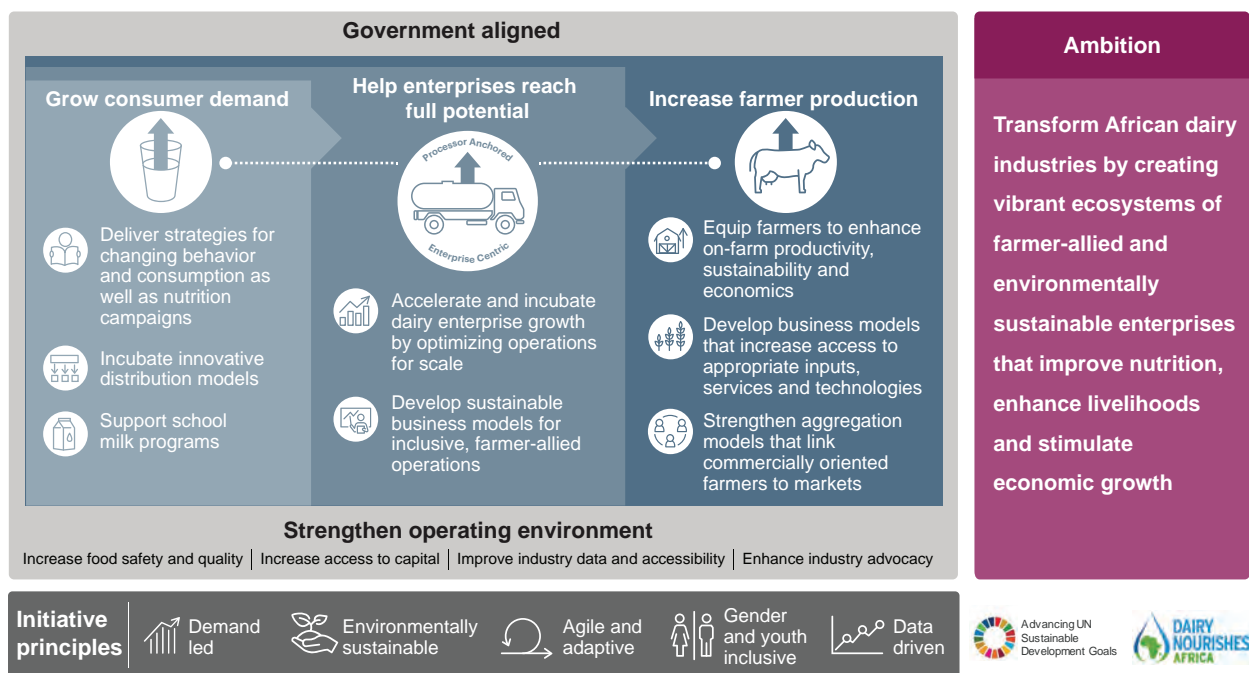 Government aligned
Grow consumer demand
Deliver strategies for
changing behavior
and consumption as
well as nutrition
campaigns
Incubate innovative
distribution models
Support school
milk programs
Help enterprises reach
full potential
Processor Anchored
Enterprise Centric
Accelerate and incubate
dairy enterprise growth
by optimizing operations
for scale
Develop sustainable
business models for
inclusive, farmer-allied
operations
Increase farmer production
Equip farmers to enhance
on-farm productivity,
sustainability and
economics
Develop business models
that increase access to
appropriate inputs,
services and technologies
Strengthen aggregation
models that link
commercially oriented
farmers to markets
Strengthen operating environment
Increase food safety and quality | Increase access to capital | Improve industry data and accessibility | Enhance industry advocacy
Ambition
Transform African dairy
industries by creating
vibrant ecosystems of
farmer-allied and
environmentally
sustainable enterprises
that improve nutrition,
enhance livelihoods
and stimulate
economic growth
Initiative
principles
Demand
led
Environmentally
sustainable
Agile and
adaptive
Gender
and youth
inclusive
Data
driven
Advancing UN
Sustainable
Development Goals
DAIRY
NOURISHES
AFRICA